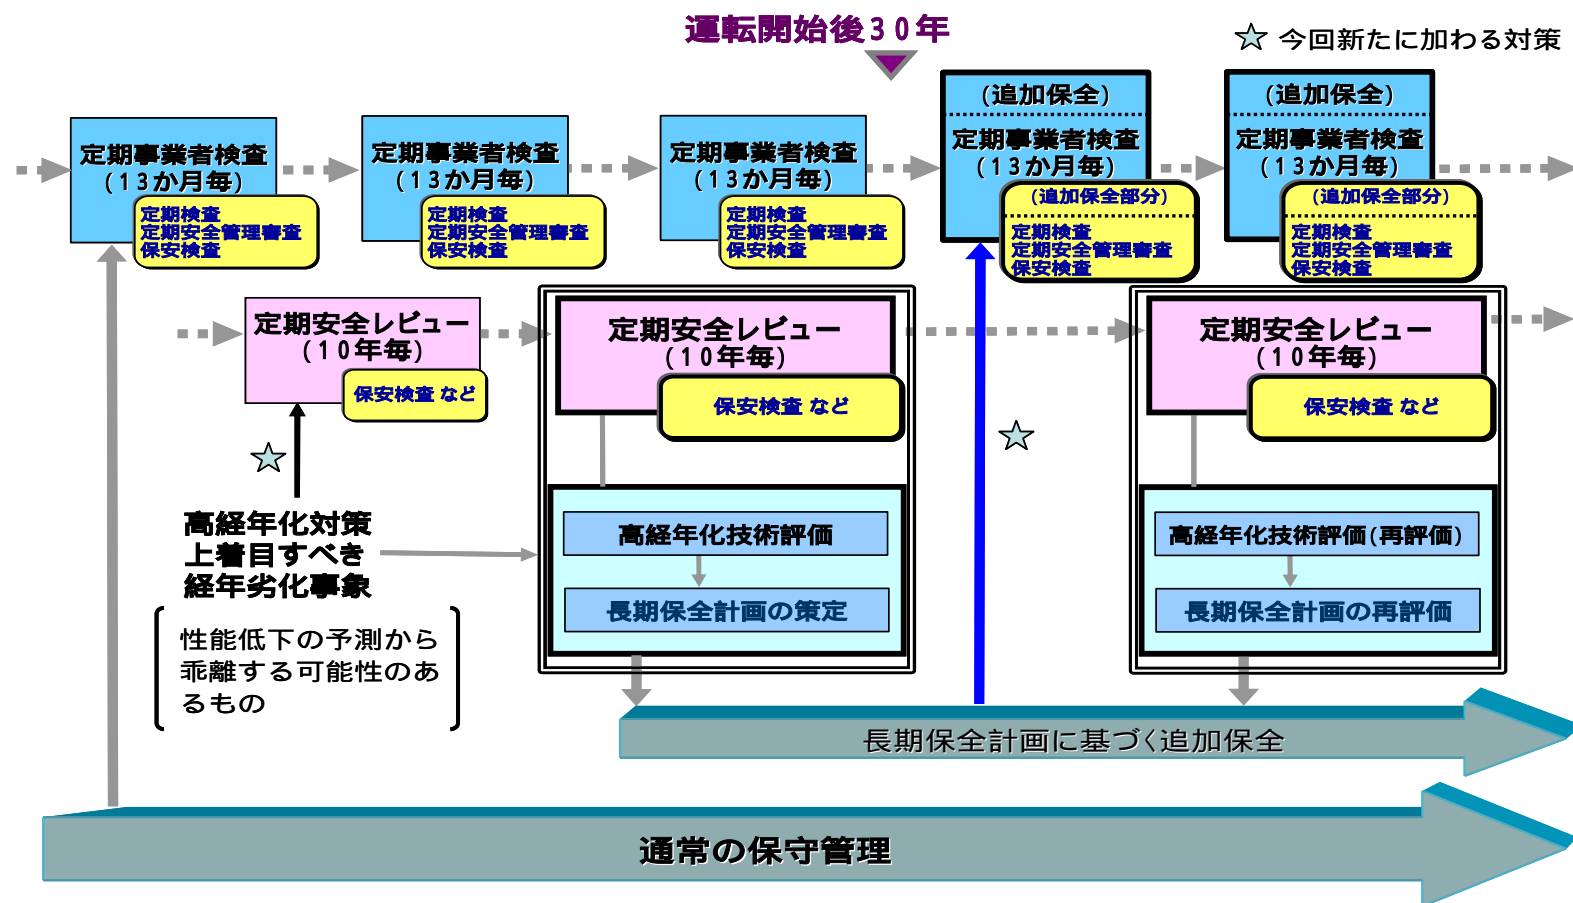 運転開始後30年
☆ 今回新たに加わる対策
定期事業者検査
(13か月毎)
定期検査
定期安全管理審査
保安検査
定期事業者検査
(13か月毎)
定期検査
定期安全管理審査
保安検査
定期事業者検査
(13か月毎)
定期検査
定期安全管理審査
保安検査
(追加保全)
定期事業者検査
(13か月毎)
(追加保全部分)
定期検査
定期安全管理審査
保安検査
(追加保全)
定期事業者検査
(13か月毎)
(追加保全部分)
定期検査
定期安全管理審査
保安検査
定期安全レビュー
(10年毎)
保安検査 など
定期安全レビュー
(10年毎)
保安検査 など
定期安全レビュー
(10年毎)
保安検査 など
高経年化対策
上着目すべき
経年劣化事象
性能低下の予測から
乖離する可能性のあ
るもの
高経年化技術評価
長期保全計画の策定
高経年化技術評価(再評価)
長期保全計画の再評価
長期保全計画に基づく追加保全
通常の保守管理